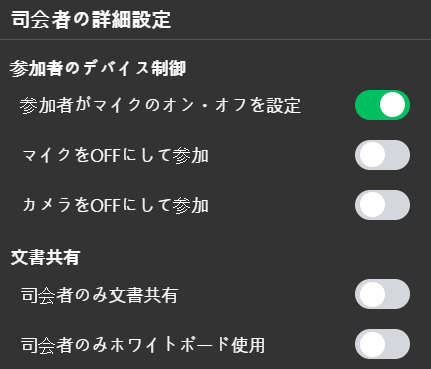 司会者の詳細設定
参加者のデバイス制御
参加者がマイクのオン・オフを設定
マイクをOFFにして参加
カメラをOFFにして参加
文書共有
司会者のみ文書共有
司会者のみホワイトボード使用